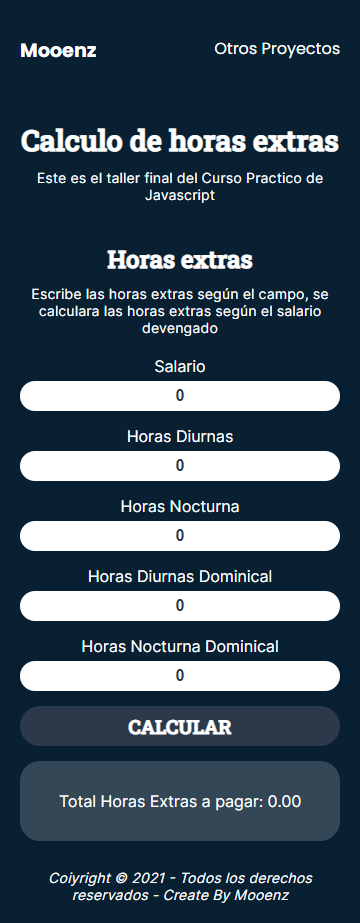 Mooenz
Otros Proyectos
Calculo de horas extras
Este es el taller final del Curso Practico de
Javascript
Horas extras
Escribe las horas extras según el campo, se
calculara las horas extras según el salario
devengado
Salario
0
Horas Diurnas
0
Horas Nocturna
0
Horas Diurnas Dominical
0
Horas Nocturna Dominical
0
CALCULAR
Total Horas Extras a pagar: 0.00
Coiyright © 2021 - Todos los derechos
reservados - Create By Mooenz